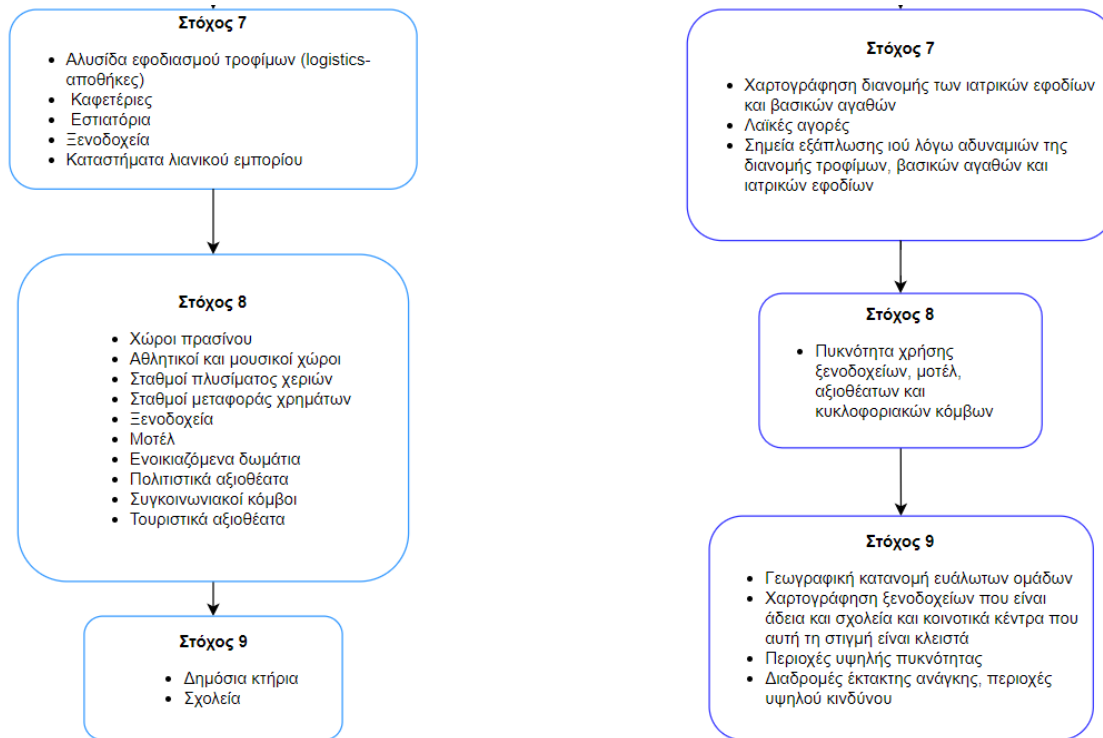 Στόχος 7
• Αλυσίδα εφοδιασμού τροφίμων (logistics-
αποθήκες)
• Καφετέριες
• Εστιατόρια
• Ξενοδοχεία
• Καταστήματα λιανικού εμπορίου
Στόχος 8
• Χώροι πρασίνου
• Αθλητικοί και μουσικοί χώροι
• Σταθμοί πλυσίματος χεριών
• Σταθμοί μεταφοράς χρημάτων
• Ξενοδοχεία
• Μοτέλ
• Ενοικιαζόμενα δωμάτια
• Πολιτιστικά αξιοθέατα
• Συγκοινωνιακοί κόμβοι
• Τουριστικά αξιοθέατα
Στόχος 9
• Δημόσια κτήρια
• Σχολεία
Στόχος 7
• Χαρτογράφηση διανομής των ιατρικών εφοδίων
και βασικών αγαθών
• Λαϊκές αγορές
• Σημεία εξάπλωσης ιού λόγω αδυναμιών της
διανομής τροφίμων, βασικών αγαθών και
ιατρικών εφοδίων
Στόχος 8
• Πυκνότητα χρήσης
ξενοδοχείων, μοτέλ,
αξιοθέατων και
κυκλοφοριακών κόμβων
Στόχος 9
• Γεωγραφική κατανομή ευάλωτων ομάδων
• Χαρτογράφηση ξενοδοχείων που είναι
άδεια και σχολεία και κοινοτικά κέντρα που
αυτή τη στιγμή είναι κλειστά
• Περιοχές υψηλής πυκνότητας
• Διαδρομές έκτακτης ανάγκης, περιοχές
υψηλού κινδύνου